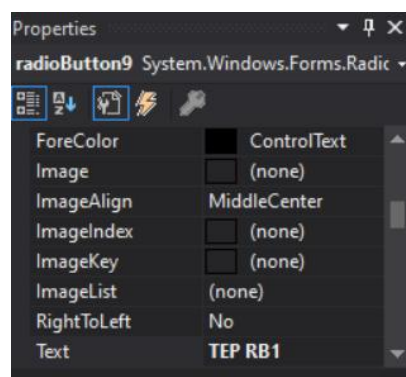 Properties
radioButton9 System.Windows.Forms.Radic
ForeColor ControlText
Image (none)
ImageAlign MiddleCenter
ImageIndex (none)
ImageKey (none)
ImageList (none)
RightToLeft No
Text TEP RB1